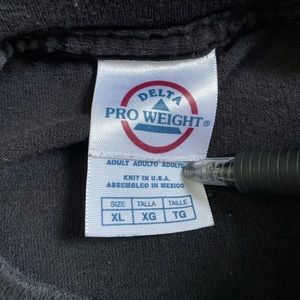 DELTA
PRO WEIGHT®
ADULT ADULTO ADULTE
KNIT IN U.S.A.
ASSEMBLED IN MEXICO
SIZE TALLA TAILLE
XL XG TG